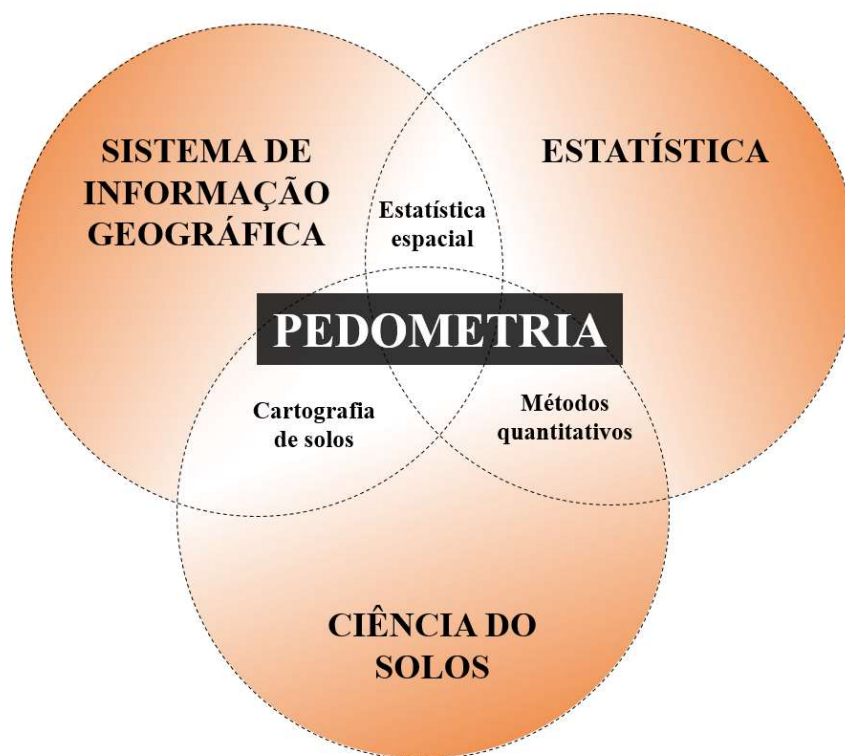 SISTEMA DE
INFORMAÇÃO
GEOGRÁFICA
ESTATÍSTICA
Estatística
espacial
PEDOMETRIA
Cartografia
de solos
Métodos
quantitativos
CIÊNCIA DO
SOLOS